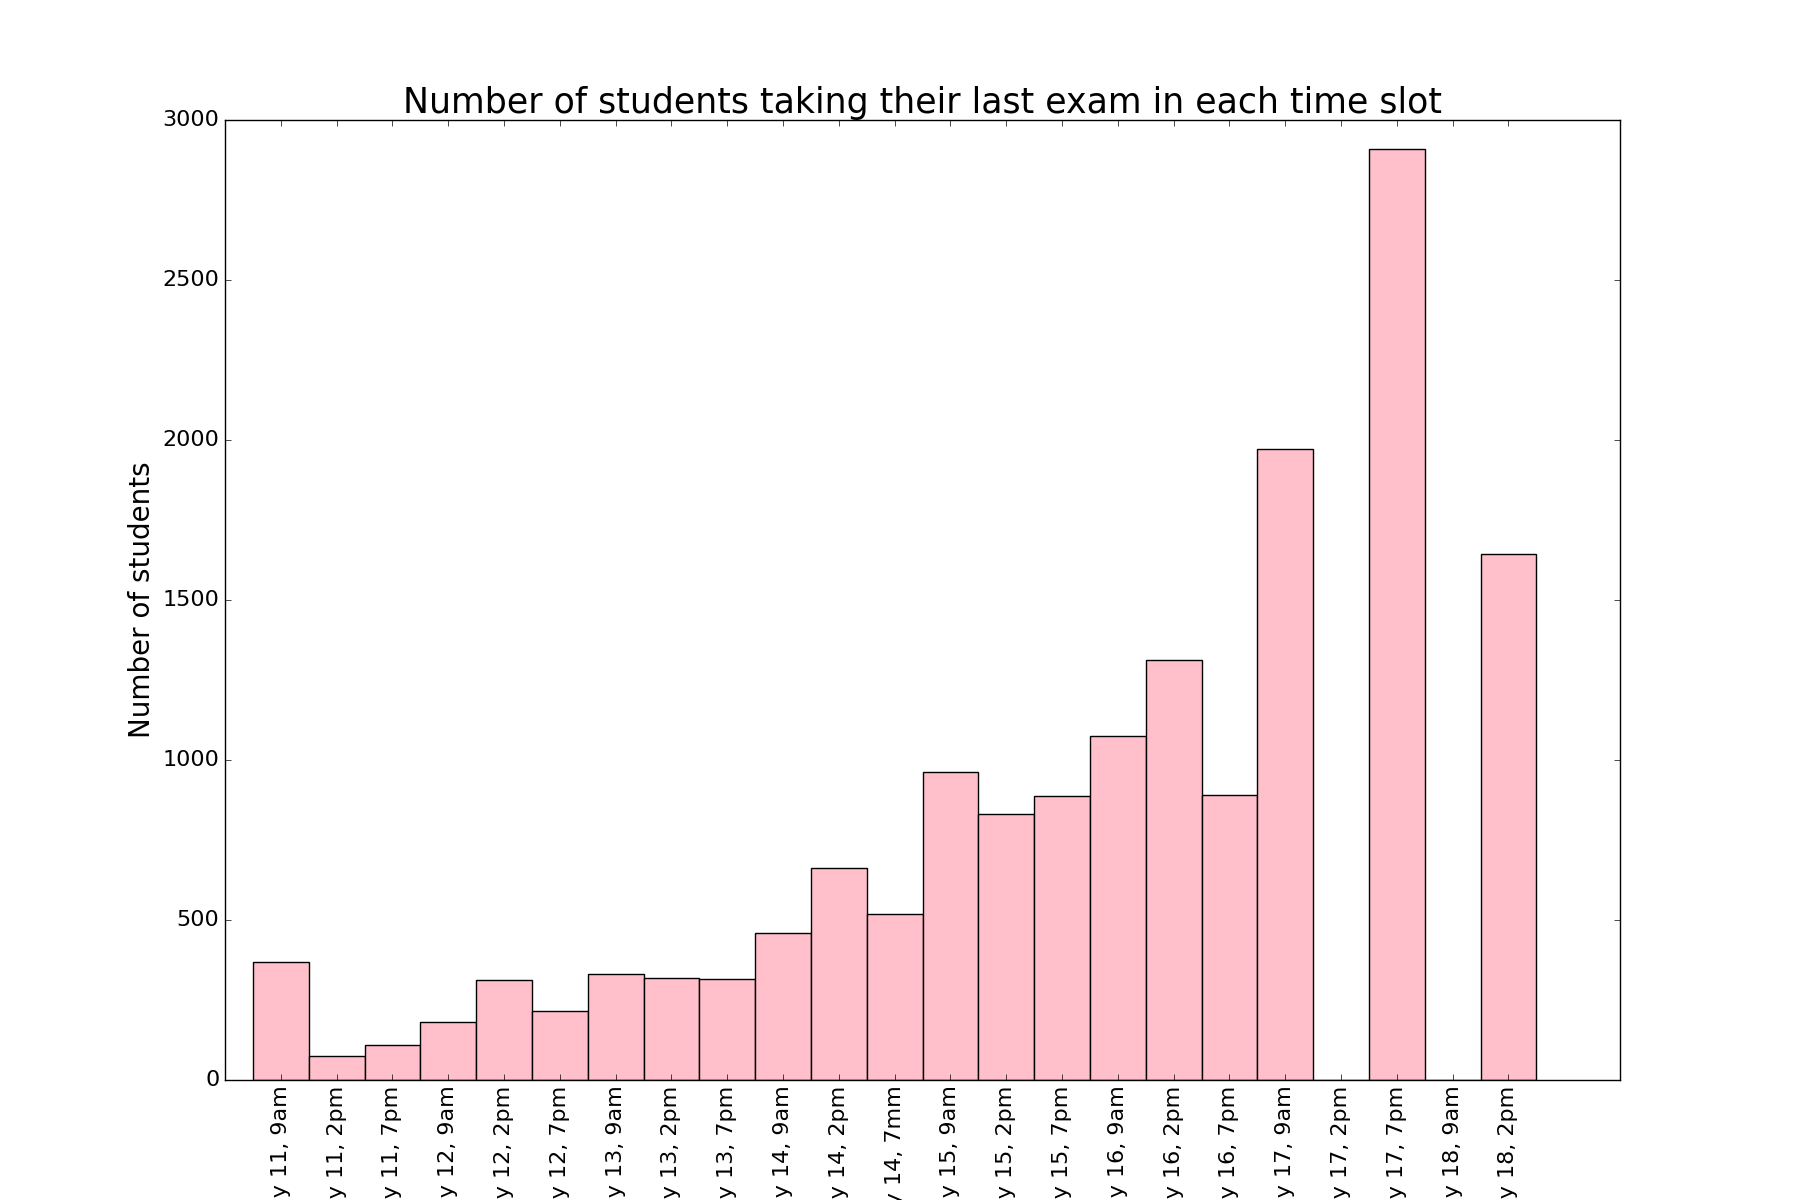 Number of students taking their last exam in each time slot
Number of students
3000
2500
2000
1500
1000
500
0
y 11, 9am
y 11, 2pm
y 11, 7pm
y 12, 9am
y 12, 2pm
y 12, 7pm
y 13, 9am
y 13, 2pm
y 13, 7pm
y 14, 9am
y 14, 2pm
y 14, 7mm
y 15, 9am
y 15, 2pm
y 15, 7pm
y 16, 9am
y 16, 2pm
y 16, 7pm
y 17, 9am
y 17, 2pm
y 17, 7pm
y 18, 9am
y 18, 2pm